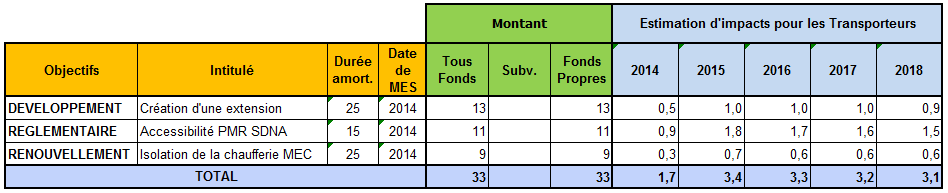 Montant Estimation d'impacts pour les Transporteurs
Objectifs Intitulé Durée amort. Date de MES Tous Fonds Subv. Fonds Propres 2014 2015 2016 2017 2018
DEVELOPPEMENT Création d'une extension 25 2014 13 13 0,5 1,0 1,0 1,0 0,9
REGLEMENTAIRE Accessibilité PMR SDNA 15 2014 11 11 0,9 1,8 1,7 1,6 1,5
RENOUVELLEMENT Isolation de la chaufferie MEC 25 2014 9 9 0,3 0,7 0,6 0,6 0,6
TOTAL 33 33 1,7 3,4 3,3 3,2 3,1